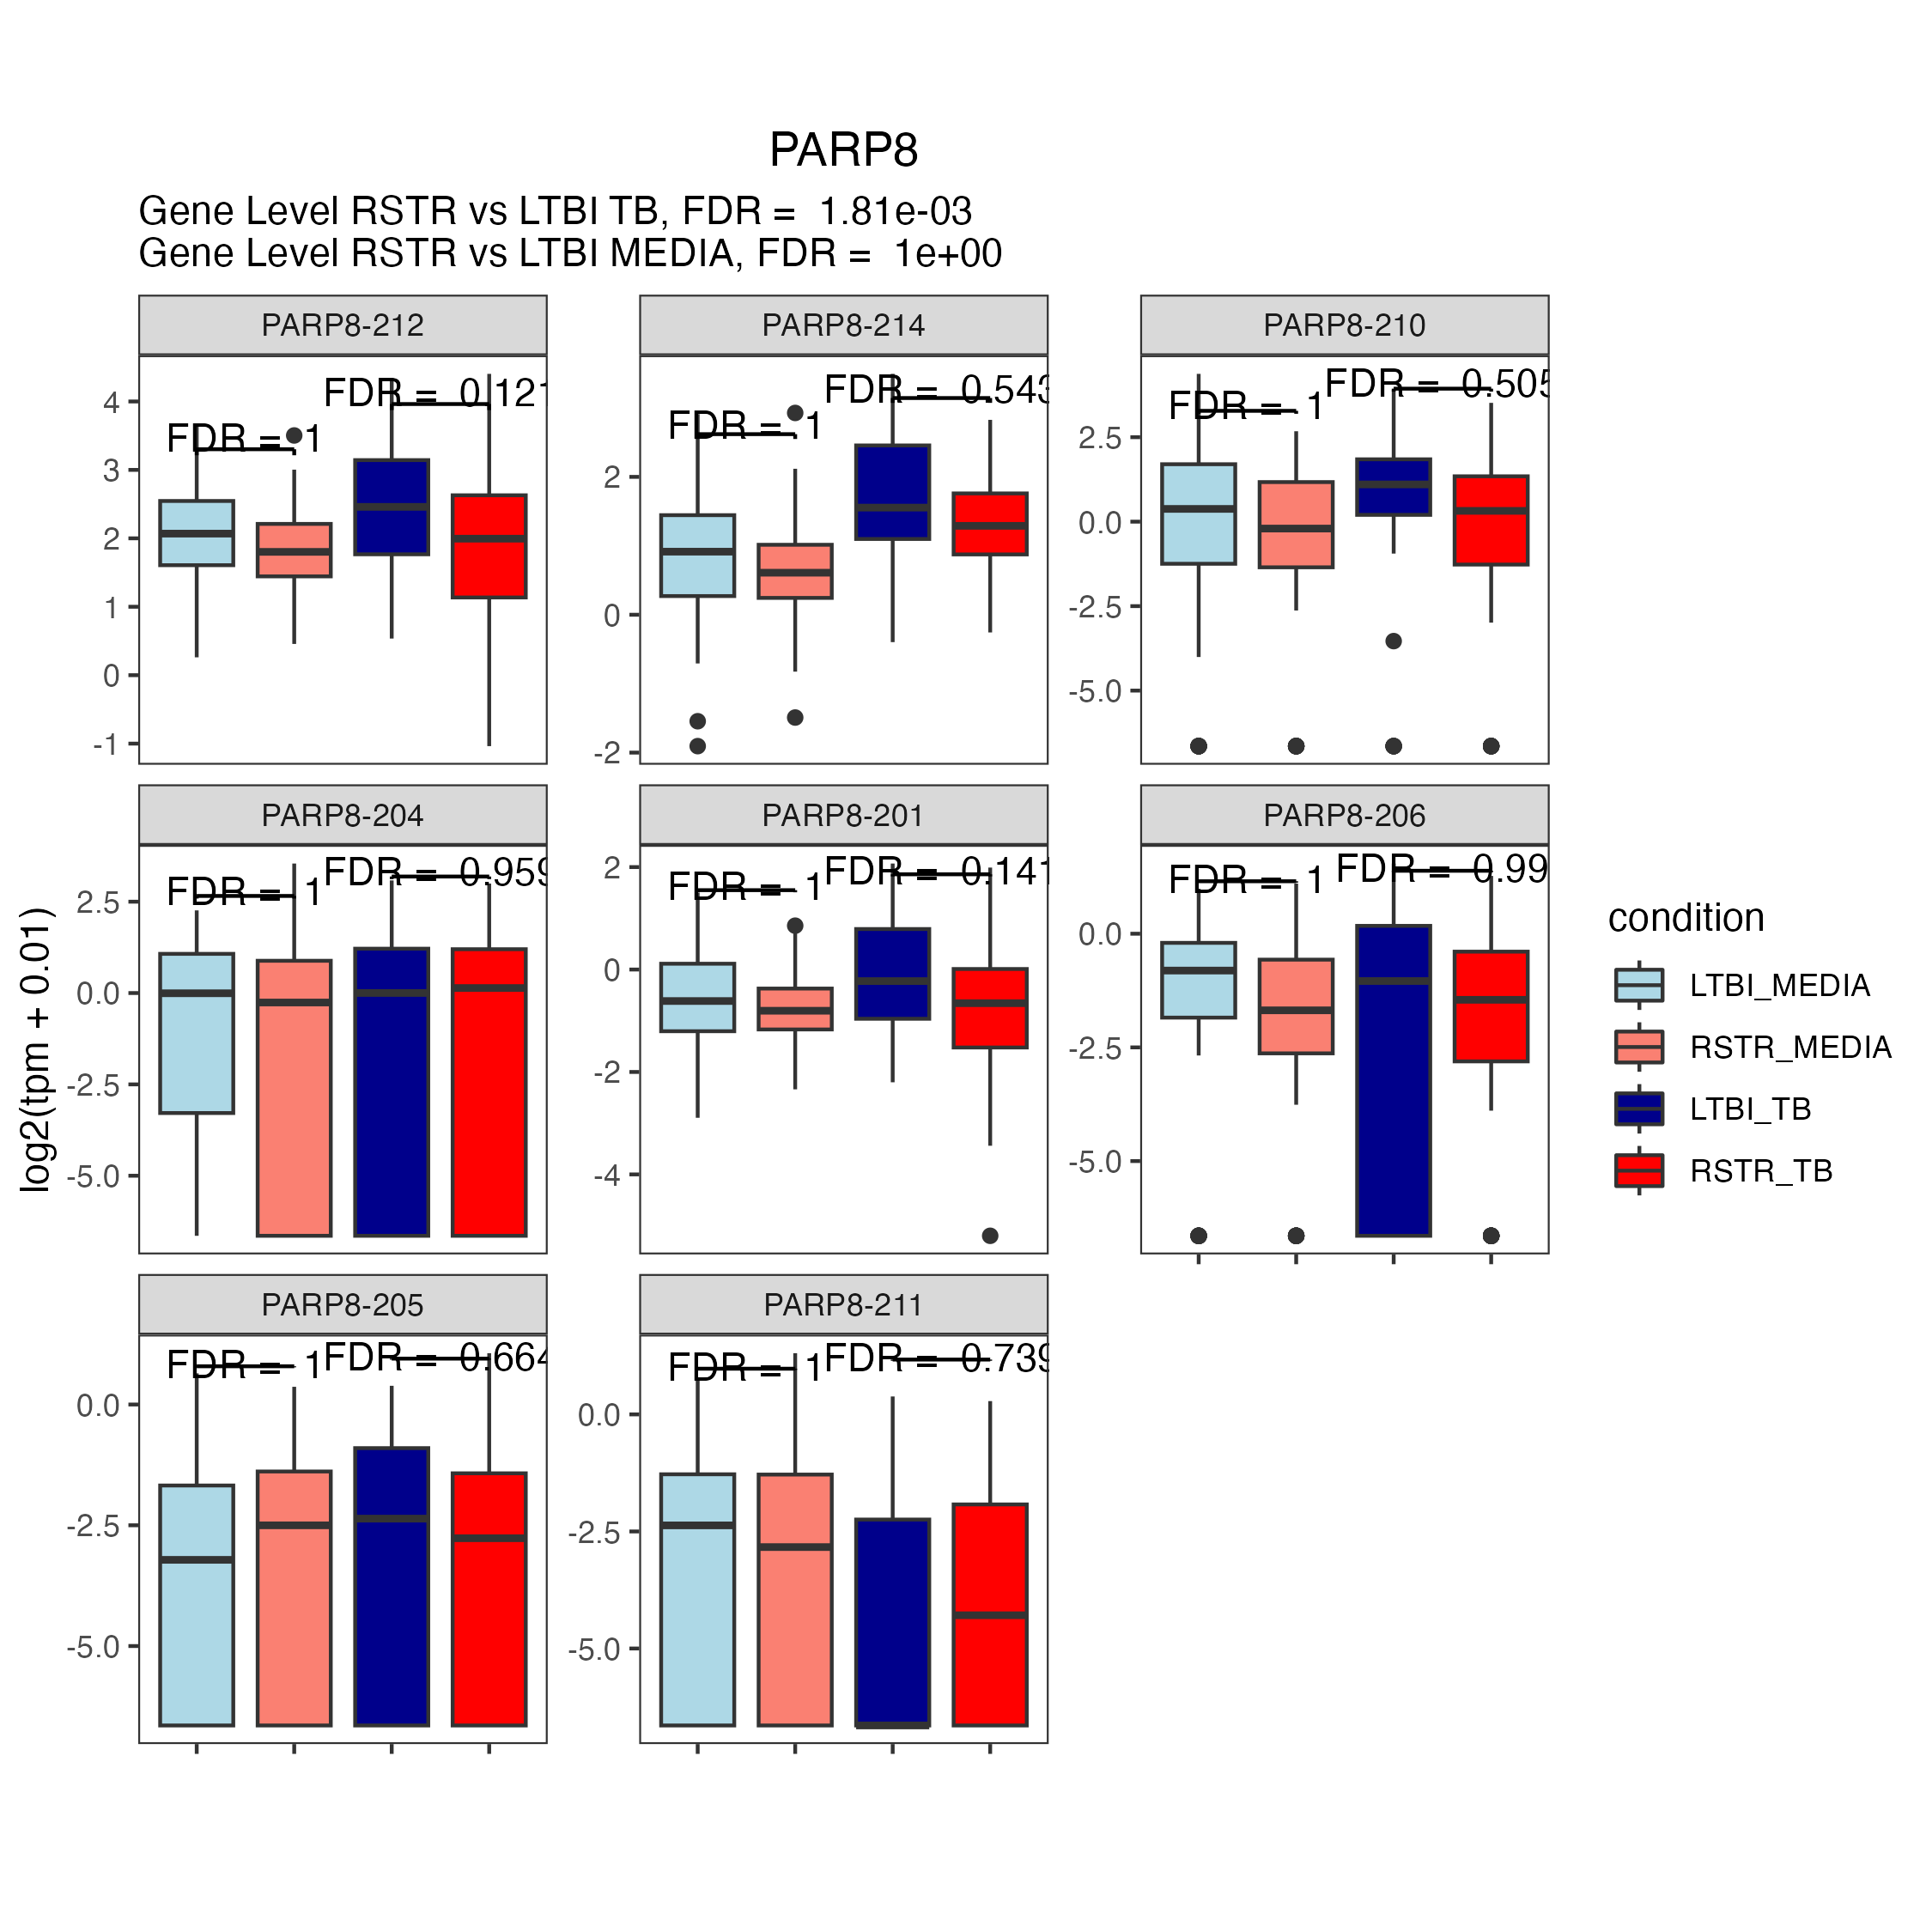 PARP8
Gene Level RSTR vs LTBI TB, FDR = 1.81e-03
Gene Level RSTR vs LTBI MEDIA, FDR = 1e+00
PARP8-212
PARP8-214
PARP8-210
FDR = 1
FDR = 0.121
4
3
2
1
0
-1
FDR = 1
FDR = 0.543
2
0
-2
FDR = 1
FDR = 0.505
2.5
0.0
-2.5
-5.0
PARP8-204
PARP8-201
PARP8-206
log2(tpm + 0.01)
FDR = 1
FDR = 0.959
2.5
0.0
-2.5
-5.0
FDR = 1
FDR = 0.141
2
0
-2
-4
FDR = 1
FDR = 0.99
0.0
-2.5
-5.0
condition
LTBI_MEDIA
RSTR_MEDIA
LTBI_TB
RSTR_TB
PARP8-205
PARP8-211
FDR = 1
FDR = 0.664
0.0
-2.5
-5.0
FDR = 1
FDR = 0.739
0.0
-2.5
-5.0